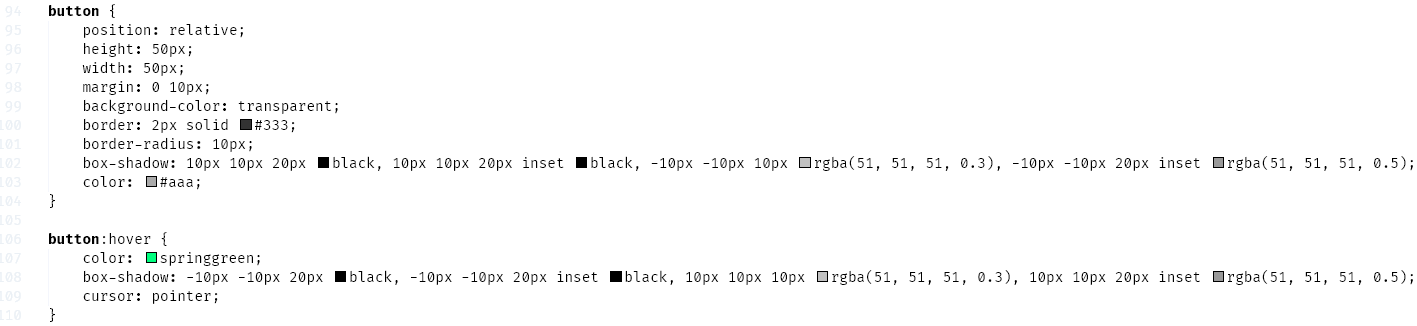 94 button {
95 position: relative;
96 height: 50px;
97 width: 50px;
98 margin: 0 10px;
99 background-color: transparent;
100 border: 2px solid #333;
101 border-radius: 10px;
102 box-shadow: 10px 10px 20px black, 10px 10px 20px inset black, -10px -10px 10px rgba(51, 51, 51, 0.3), -10px -10px 20px inset rgba(51, 51, 51, 0.5);
103 color: #aaa;
104 }
105
106 button:hover {
107 color: springgreen;
108 box-shadow: -10px -10px 20px black, -10px -10px 20px inset black, 10px 10px 10px rgba(51, 51, 51, 0.3), 10px 10px 20px inset rgba(51, 51, 51, 0.5);
109 cursor: pointer;
110 }